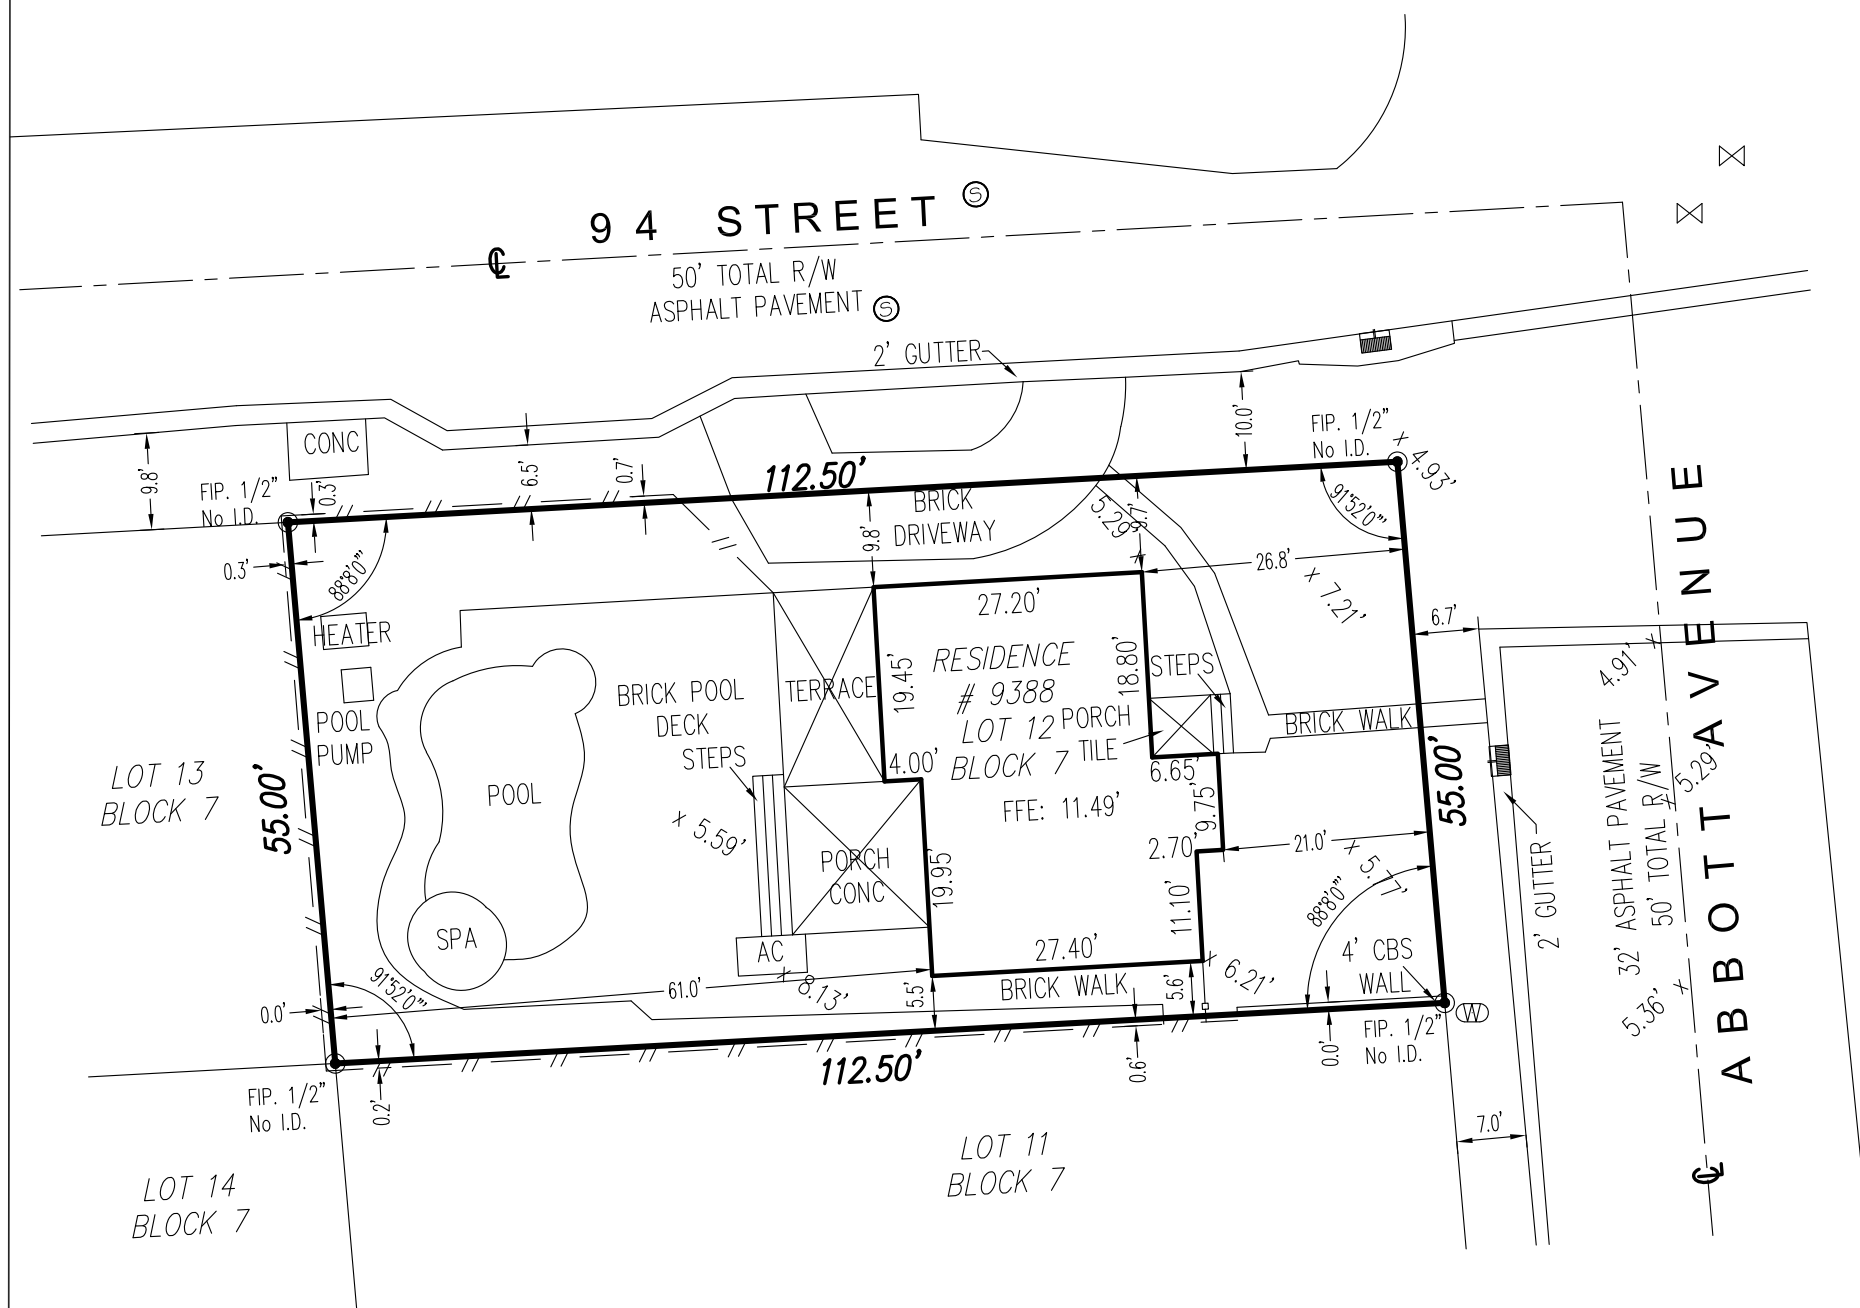 94 STREET
S
℄
50' TOTAL R/W
ASPHALT PAVEMENT
S
2' GUTTER
CONC
9.8'
FIP. 1/2"
No I.D.
0.3'
6.5'
0.7'
112.50'
10.0'
FIP. 1/2"
No I.D.
4.93'
BRICK
DRIVEWAY
9.8'
5.29'
9.7'
91°52'0"
26.8'
7.21'
0.3'
88°8'0"
HEATER
POOL
PUMP
27.20'
RESIDENCE
# 9388
LOT 12
BLOCK 7
FFE: 11.49'
19.45'
18.80'
STEPS
PORCH
TILE
6.7'
BRICK WALK
BRICK POOL
DECK
STEPS
TERRACE
4.00'
6.65'
9.75'
2.70'
21.0'
5.77'
LOT 13
BLOCK 7
55.00'
POOL
5.59'
PORCH
CONC
19.95'
11.10'
88°8'0"
55.00'
SPA
AC
27.40'
4' CBS
WALL
6.21'
8.13'
61.0'
5.5'
BRICK WALK
5.6'
91°52'0"
0.0'
W
FIP. 1/2"
No I.D.
0.0'
0.6'
112.50'
FIP. 1/2"
No I.D.
0.2'
4.91'
5.29'
32' ASPHALT PAVEMENT
50' TOTAL R/W
5.36'
2' GUTTER
ABBOTT AVENUE
℄
7.0'
LOT 11
BLOCK 7
LOT 14
BLOCK 7